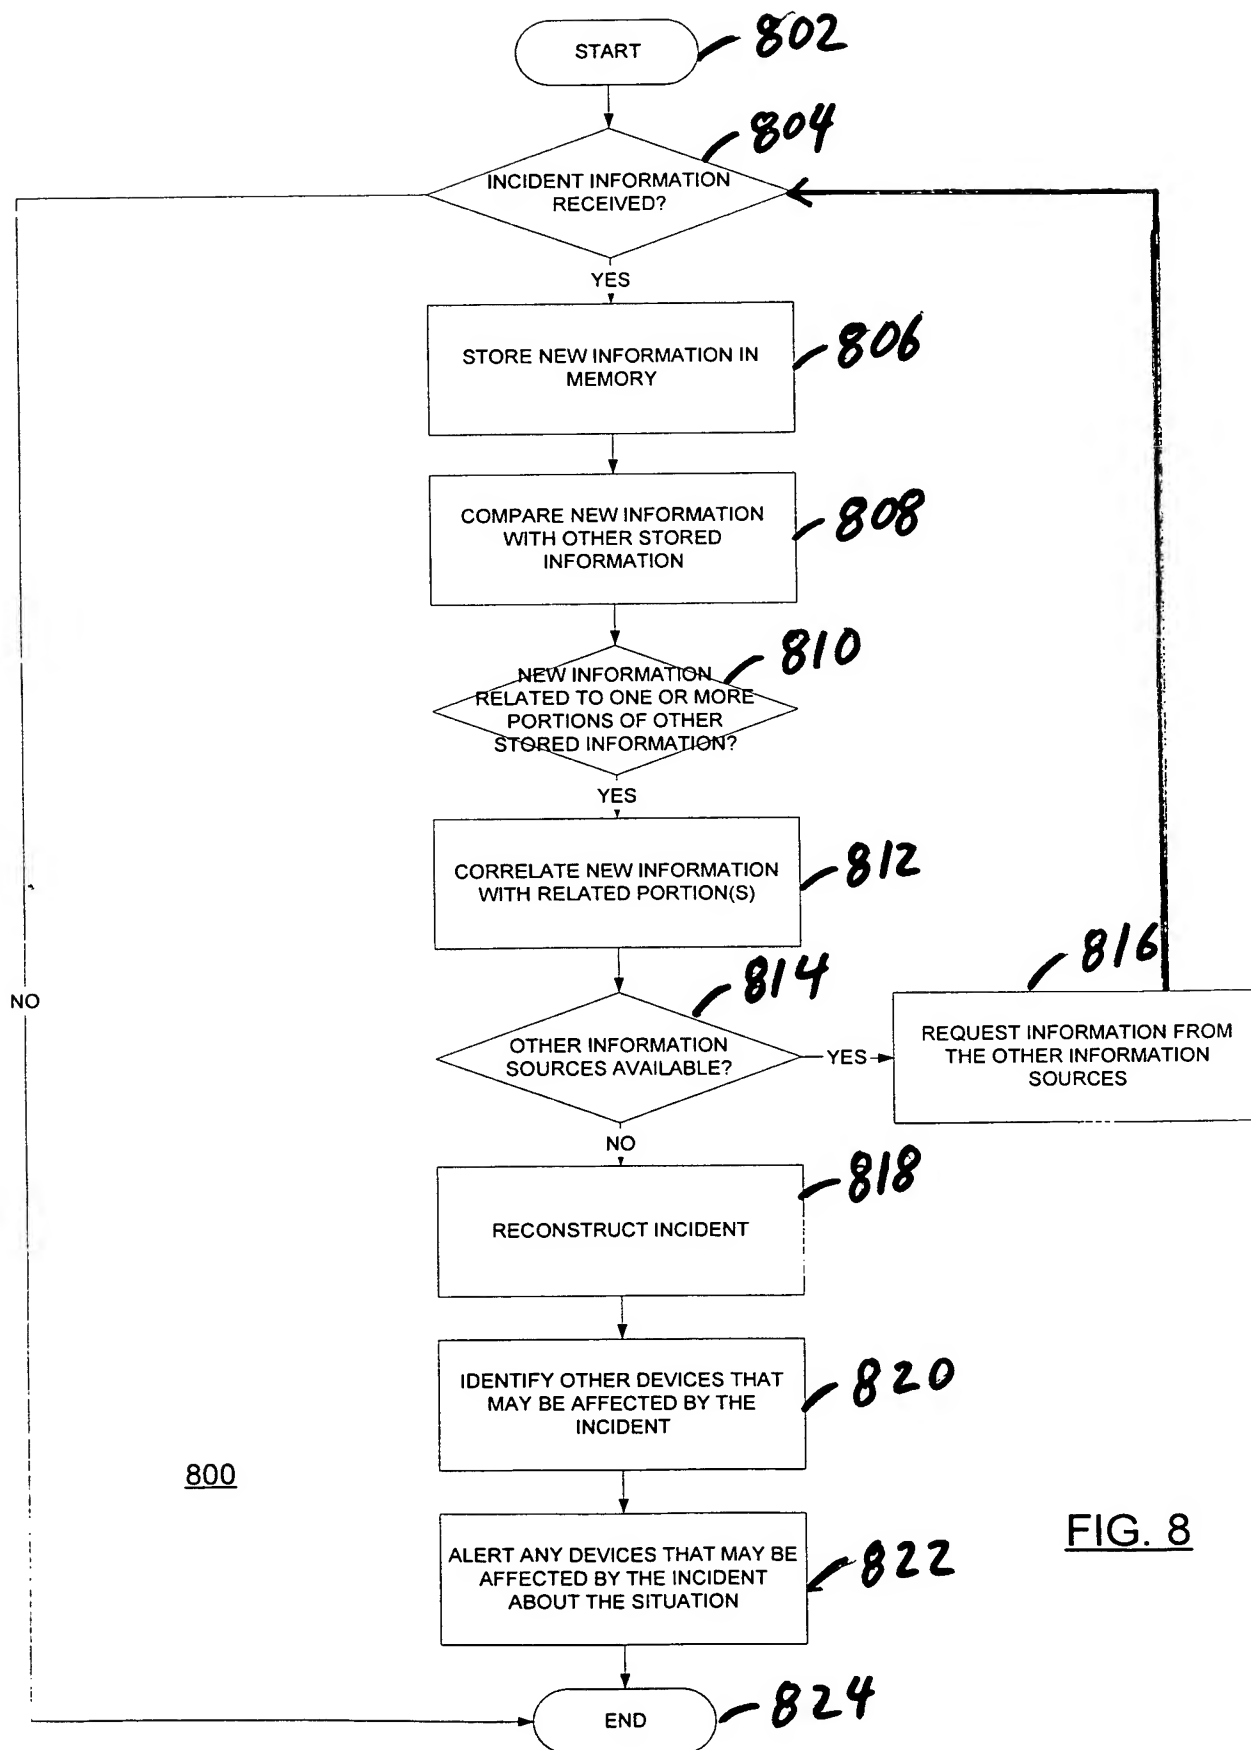 START
802
804
INCIDENT INFORMATION
RECEIVED?
YES
STORE NEW INFORMATION IN
MEMORY
806
COMPARE NEW INFORMATION
WITH OTHER STORED
INFORMATION
808
810
NEW INFORMATION
RELATED TO ONE OR MORE
PORTIONS OF OTHER
STORED INFORMATION?
YES
CORRELATE NEW INFORMATION
WITH RELATED PORTION(S)
812
814
OTHER INFORMATION
SOURCES AVAILABLE?
YES
816
REQUEST INFORMATION FROM
THE OTHER INFORMATION
SOURCES
NO
NO
RECONSTRUCT INCIDENT
818
IDENTIFY OTHER DEVICES THAT
MAY BE AFFECTED BY THE
INCIDENT
820
800
ALERT ANY DEVICES THAT MAY BE
AFFECTED BY THE INCIDENT
ABOUT THE SITUATION
822
FIG. 8
END
824